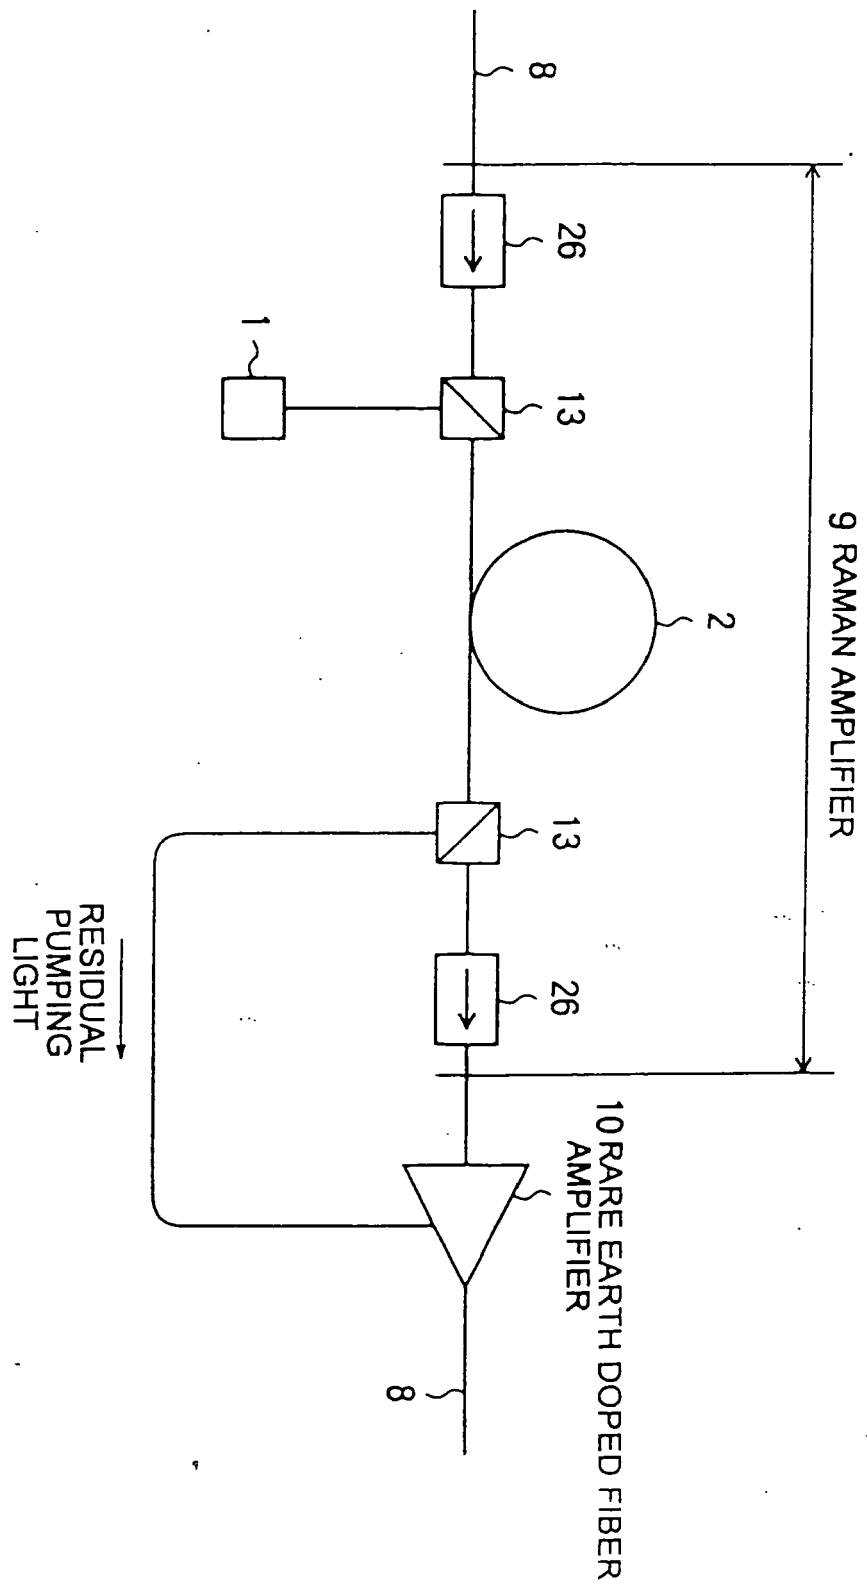 9 RAMAN AMPLIFIER
8
26
13
2
13
26
10 RARE EARTH DOPED FIBER
AMPLIFIER
8
1
RESIDUAL
PUMPING
LIGHT